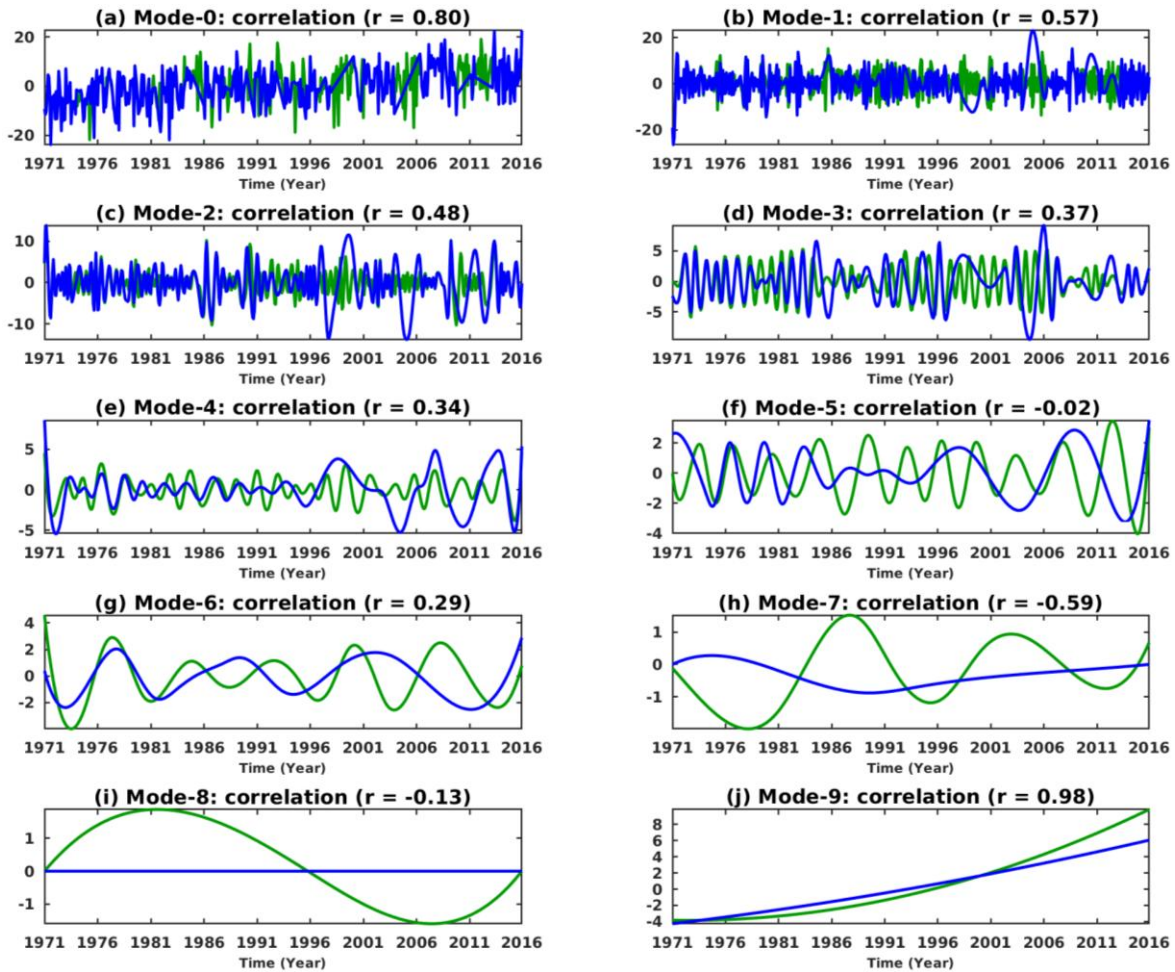 (a) Mode-0: correlation (r = 0.80)
20
0
-20
1971 1976 1981 1986 1991 1996 2001 2006 2011 2016
Time (Year)
(b) Mode-1: correlation (r = 0.57)
20
0
-20
1971 1976 1981 1986 1991 1996 2001 2006 2011 2016
Time (Year)
(c) Mode-2: correlation (r = 0.48)
10
0
-10
1971 1976 1981 1986 1991 1996 2001 2006 2011 2016
Time (Year)
(d) Mode-3: correlation (r = 0.37)
5
0
-5
1971 1976 1981 1986 1991 1996 2001 2006 2011 2016
Time (Year)
(e) Mode-4: correlation (r = 0.34)
5
0
-5
1971 1976 1981 1986 1991 1996 2001 2006 2011 2016
Time (Year)
(f) Mode-5: correlation (r = -0.02)
2
0
-2
-4
1971 1976 1981 1986 1991 1996 2001 2006 2011 2016
Time (Year)
(g) Mode-6: correlation (r = 0.29)
4
2
0
-2
1971 1976 1981 1986 1991 1996 2001 2006 2011 2016
Time (Year)
(h) Mode-7: correlation (r = -0.59)
1
0
-1
1971 1976 1981 1986 1991 1996 2001 2006 2011 2016
Time (Year)
(i) Mode-8: correlation (r = -0.13)
1
0
-1
1971 1976 1981 1986 1991 1996 2001 2006 2011 2016
Time (Year)
(j) Mode-9: correlation (r = 0.98)
8
6
4
2
0
-2
-4
1971 1976 1981 1986 1991 1996 2001 2006 2011 2016
Time (Year)